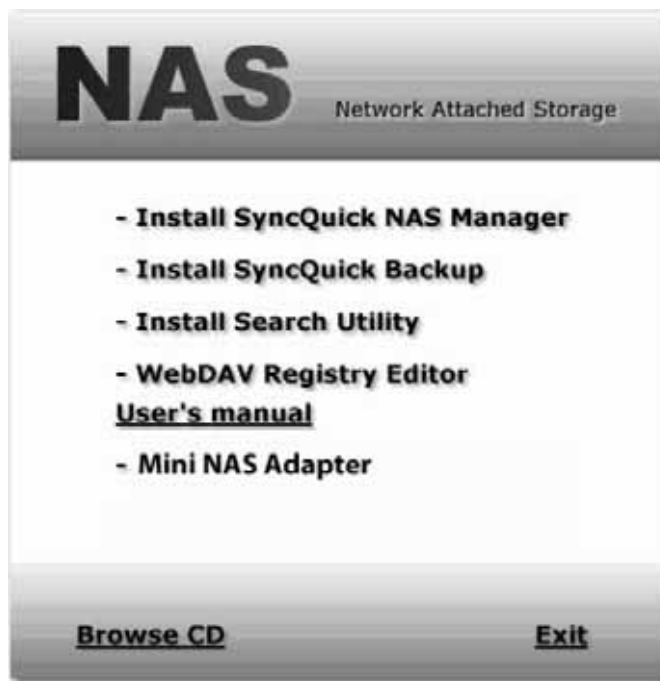 NAS
Network Attached Storage
- Install SyncQuick NAS Manager
- Install SyncQuick Backup
- Install Search Utility
- WebDAV Registry Editor
User's manual
- Mini NAS Adapter
Browse CD
Exit